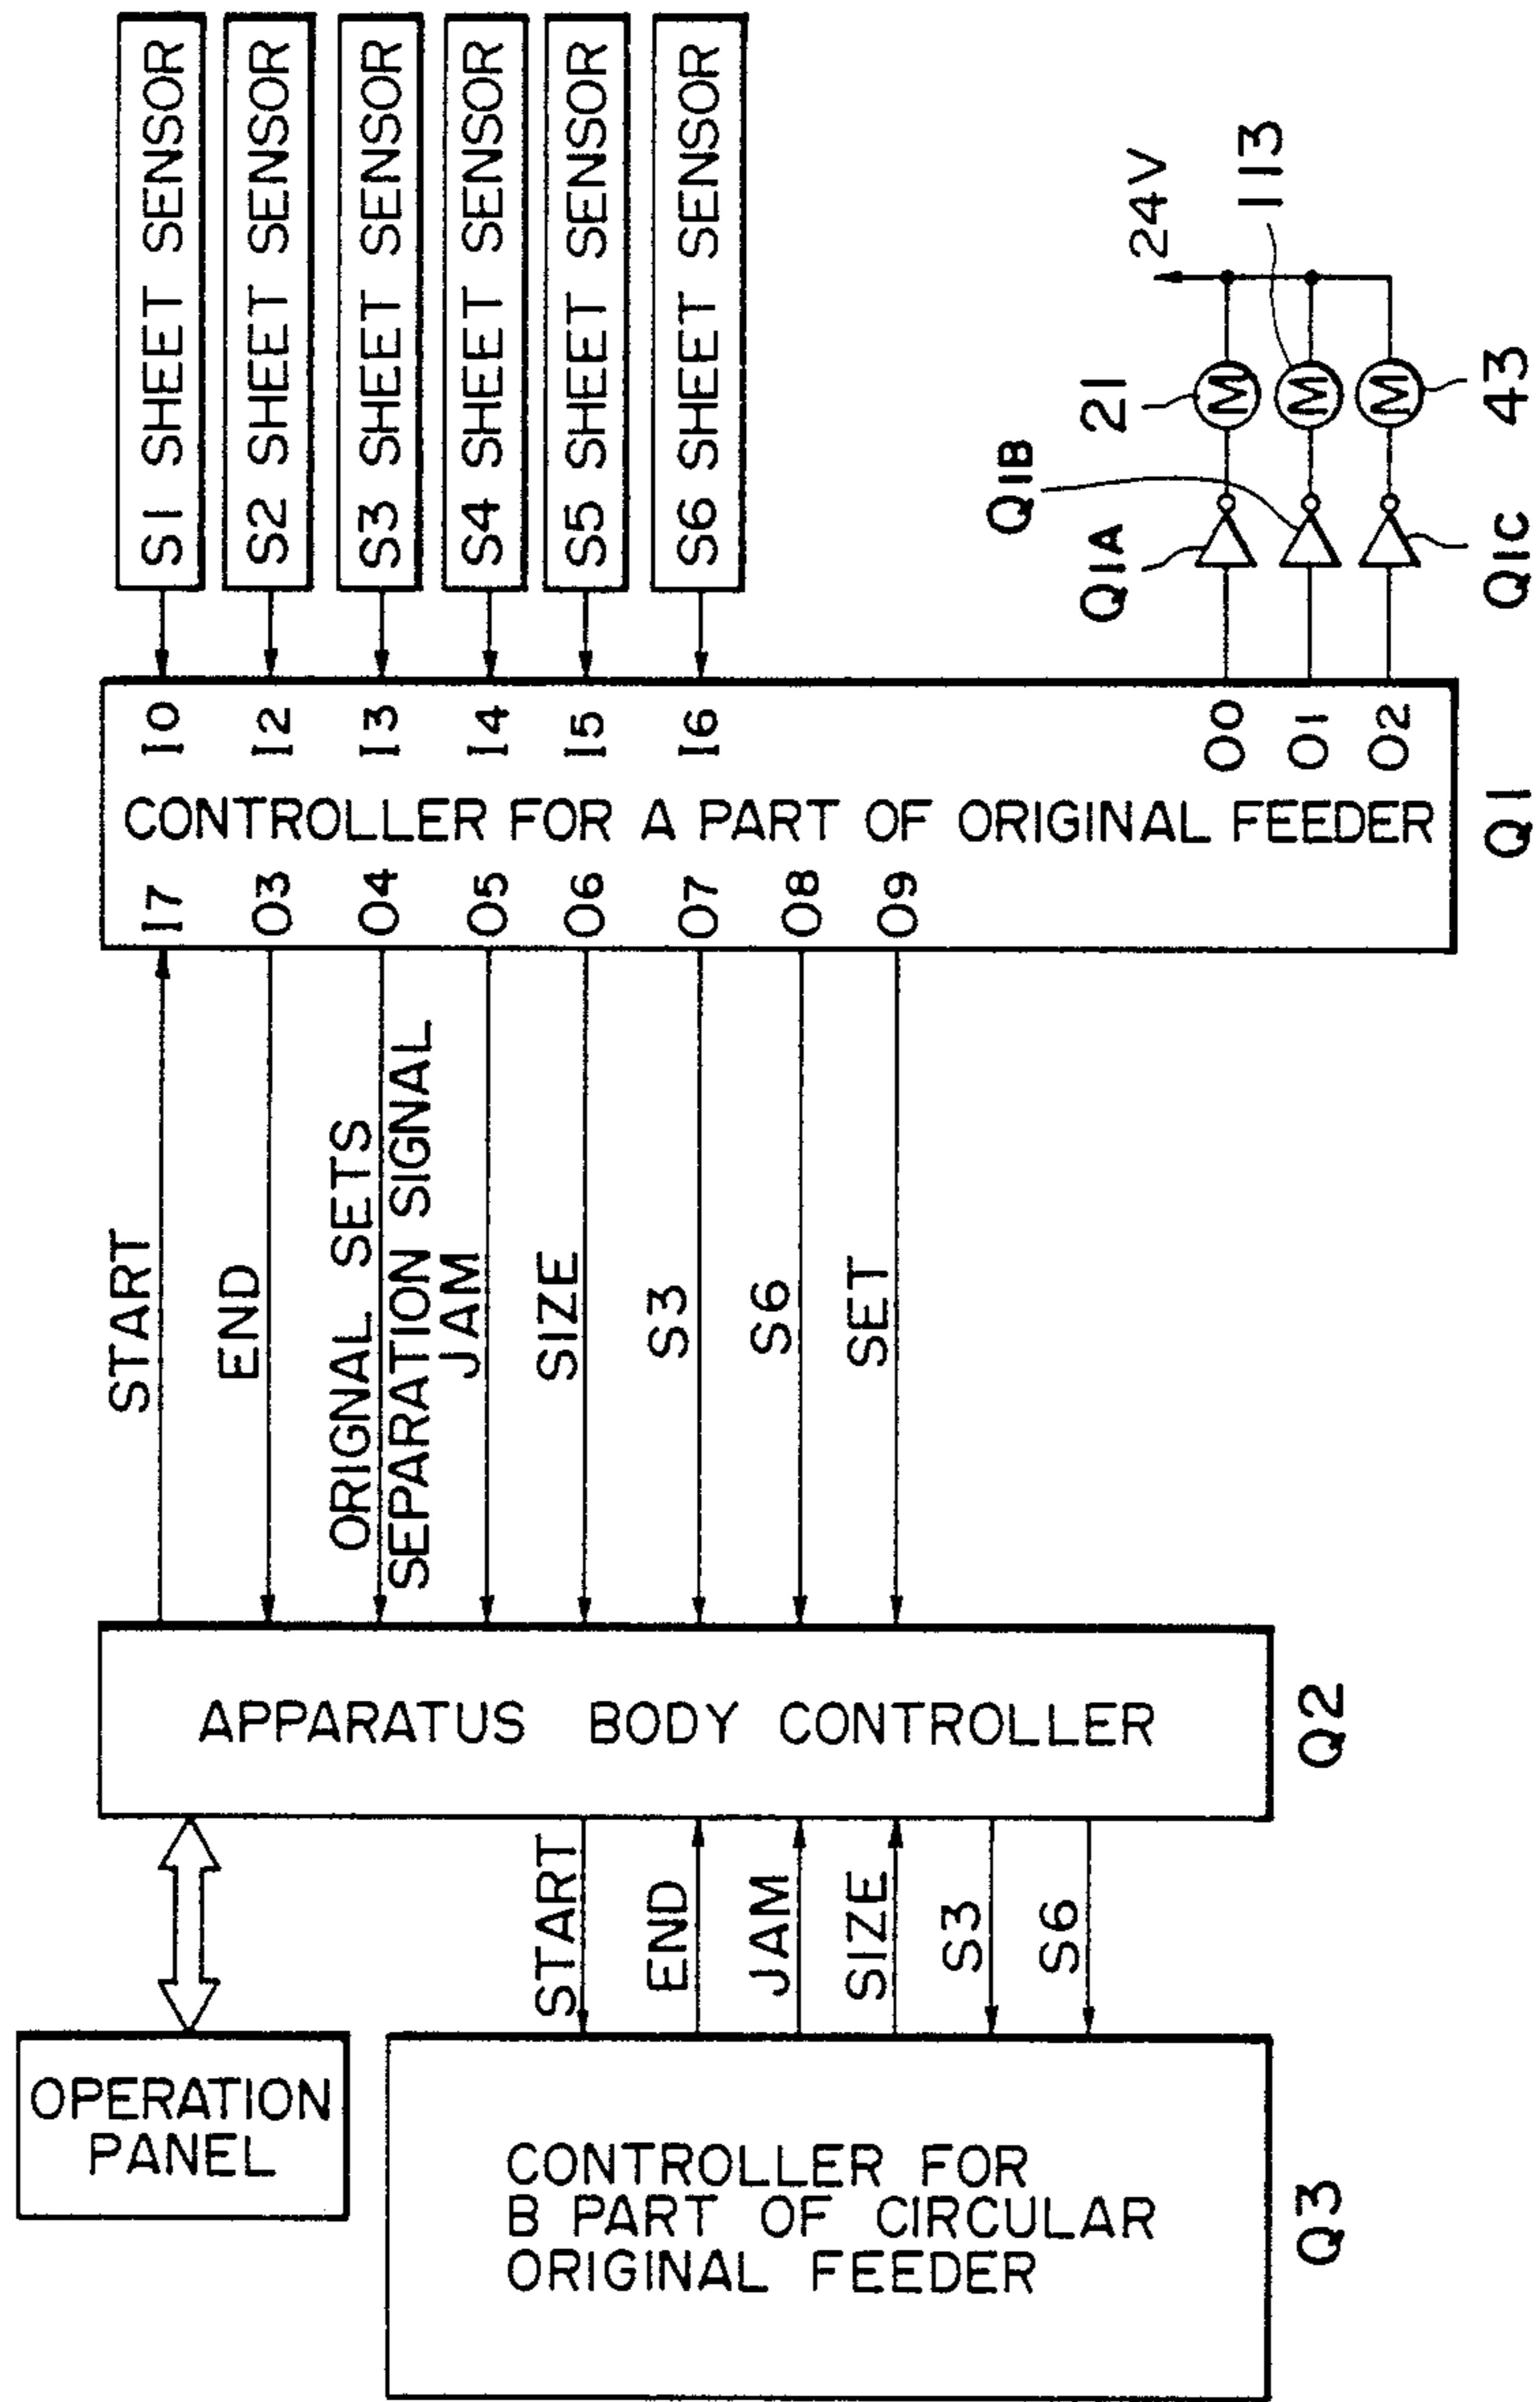 OPERATION
PANEL
CONTROLLER FOR
B PART OF CIRCULAR
ORIGINAL FEEDER
Q3
START
END
JAM
SIZE
S3
S6
APPARATUS BODY CONTROLLER
Q2
START
END
ORIGNAL SETS
SEPARATION SIGNAL
JAM
SIZE
S3
S6
SET
I7
O3
O4
O5
O6
O7
O8
O9
CONTROLLER FOR A PART OF ORIGINAL FEEDER
Q1
I0
I2
I3
I4
I5
I6
O0
O1
O2
S1 SHEET SENSOR
S2 SHEET SENSOR
S3 SHEET SENSOR
S4 SHEET SENSOR
S5 SHEET SENSOR
S6 SHEET SENSOR
Q1A
Q1B
Q1C
M
M
M
21
113
43
24V